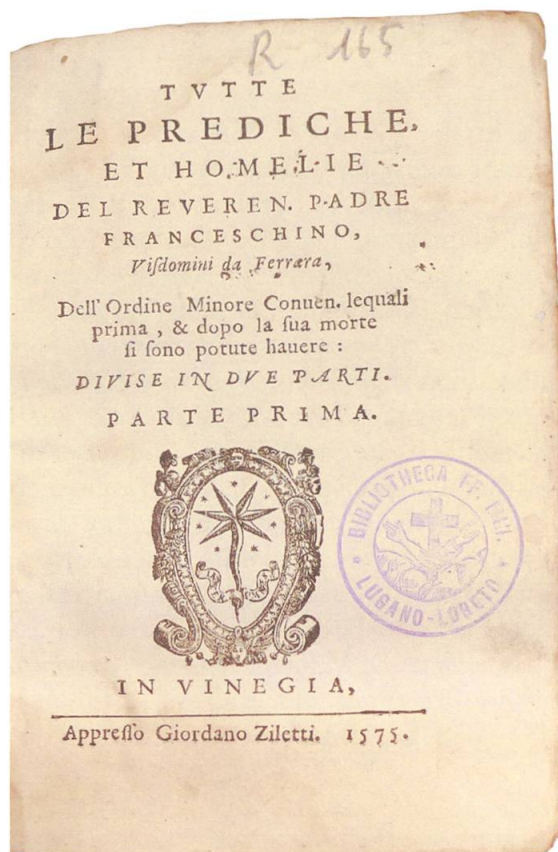 R 165
TVTTE
LE PREDICHE,
ET HOMELIE
DEL REVEREN. PADRE
FRANCESCHINO,
Viſdomini da Ferrara,
Dell' Ordine Minore Conuen. lequali
prima, & dopo la ſua morte
ſi ſono potute hauere:
DIVISE IN DVE PARTI.
PARTE PRIMA.
BIBLIOTHECA FF.
LUGANO-LORETO
IN VINEGIA,
Appreſſo Giordano Ziletti. 1575.